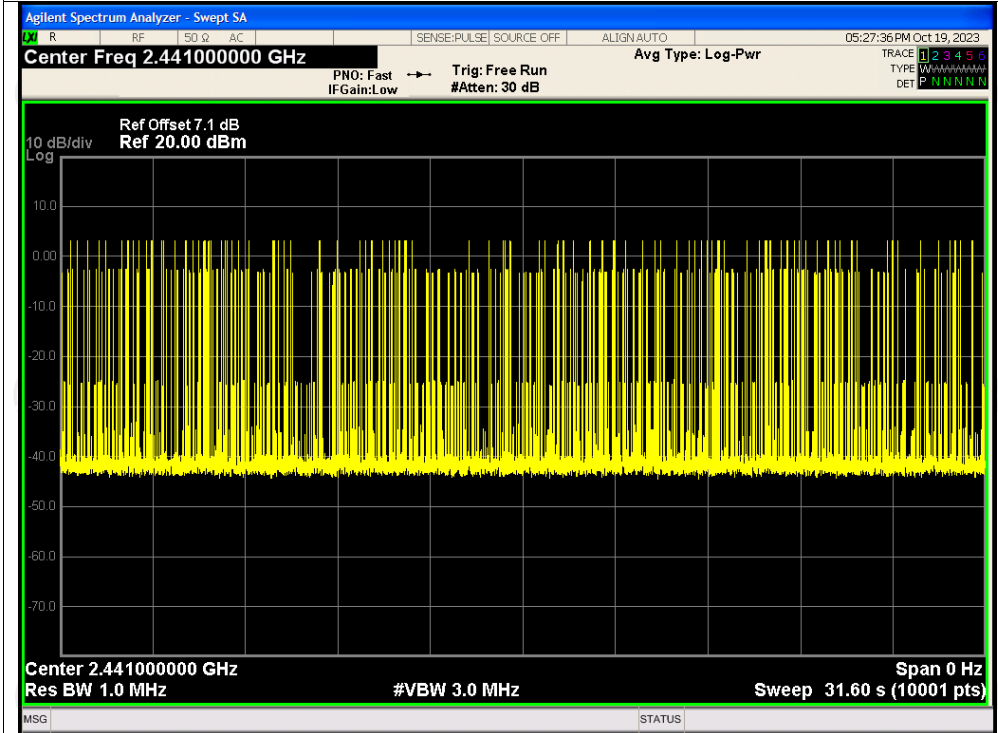 Agilent Spectrum Analyzer - Swept SA
LXI R RF 50 Ω AC SENSE:PULSE SOURCE OFF ALIGN AUTO 05:27:36 PM Oct 19, 2023
Center Freq 2.441000000 GHz Avg Type: Log-Pwr TRACE 1 2 3 4 5 6
PNO: Fast Trig: Free Run TYPE WWWWWW
IFGain:Low #Atten: 30 dB DET P N N N N N
Ref Offset 7.1 dB
10 dB/div Ref 20.00 dBm
Log
10.0
0.00
-10.0
-20.0
-30.0
-40.0
-50.0
-60.0
-70.0
Center 2.441000000 GHz Span 0 Hz
Res BW 1.0 MHz #VBW 3.0 MHz Sweep 31.60 s (10001 pts)
MSG STATUS